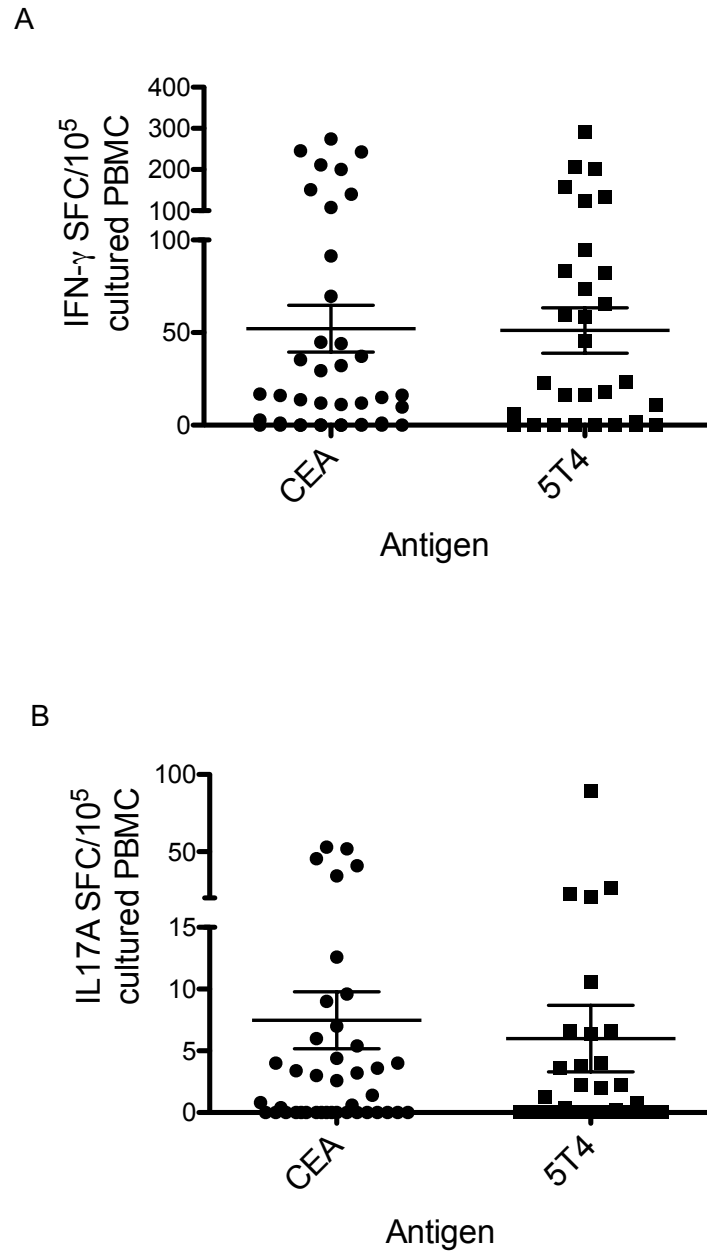 A
IFN-γ SFC/10⁵
cultured PBMC
400
300
200
100
100
50
0
CEA
5T4
Antigen
B
IL17A SFC/10⁵
cultured PBMC
100
50
15
10
5
0
CEA
5T4
Antigen